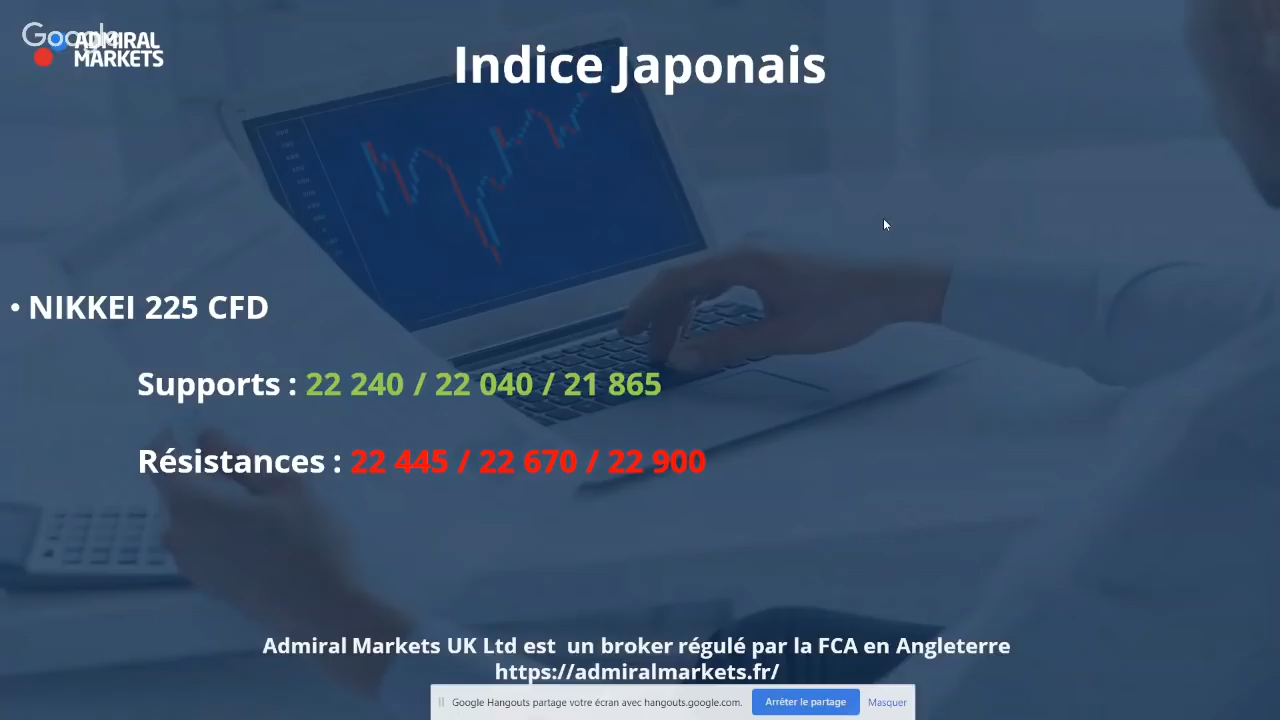 Google
ADMIRAL
MARKETS
Indice Japonais
• NIKKEI 225 CFD
Supports : 22 240 / 22 040 / 21 865
Résistances : 22 445 / 22 670 / 22 900
Admiral Markets UK Ltd est un broker régulé par la FCA en Angleterre
https://admiralmarkets.fr/
Google Hangouts partage votre écran avec hangouts.google.com. Arrêter le partage Masquer